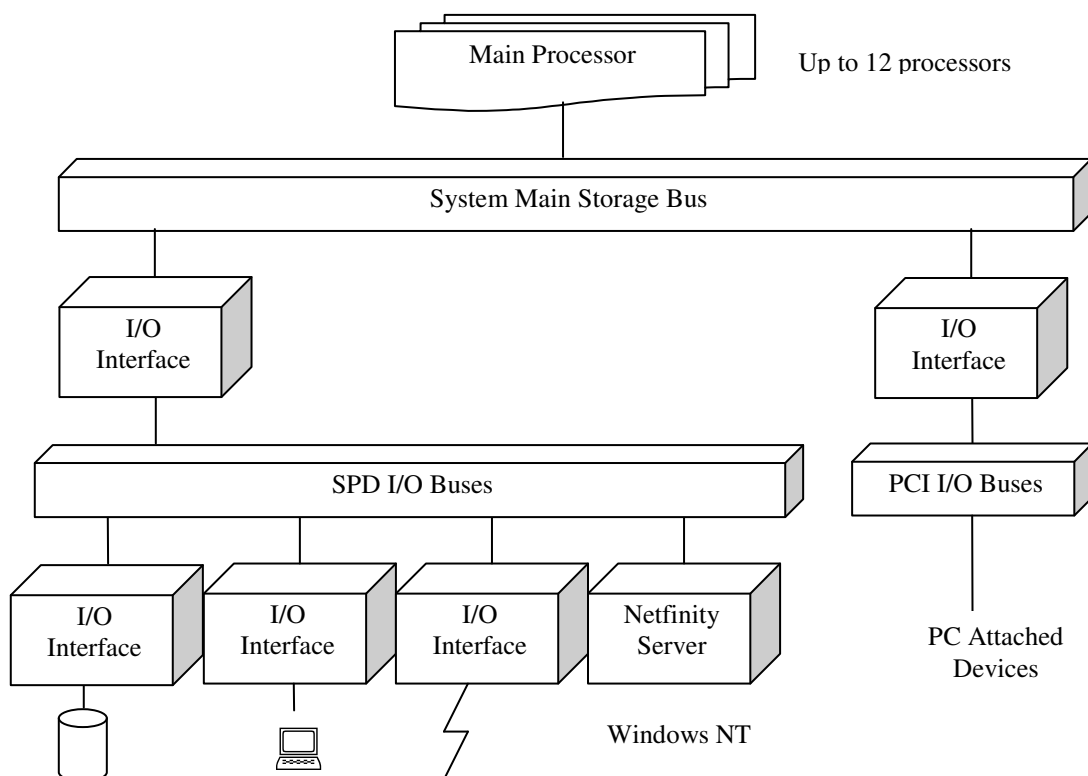 Main Processor
Up to 12 processors
System Main Storage Bus
I/O
Interface
I/O
Interface
SPD I/O Buses
PCI I/O Buses
I/O
Interface
I/O
Interface
I/O
Interface
Netfinity
Server
PC Attached
Devices
Windows NT